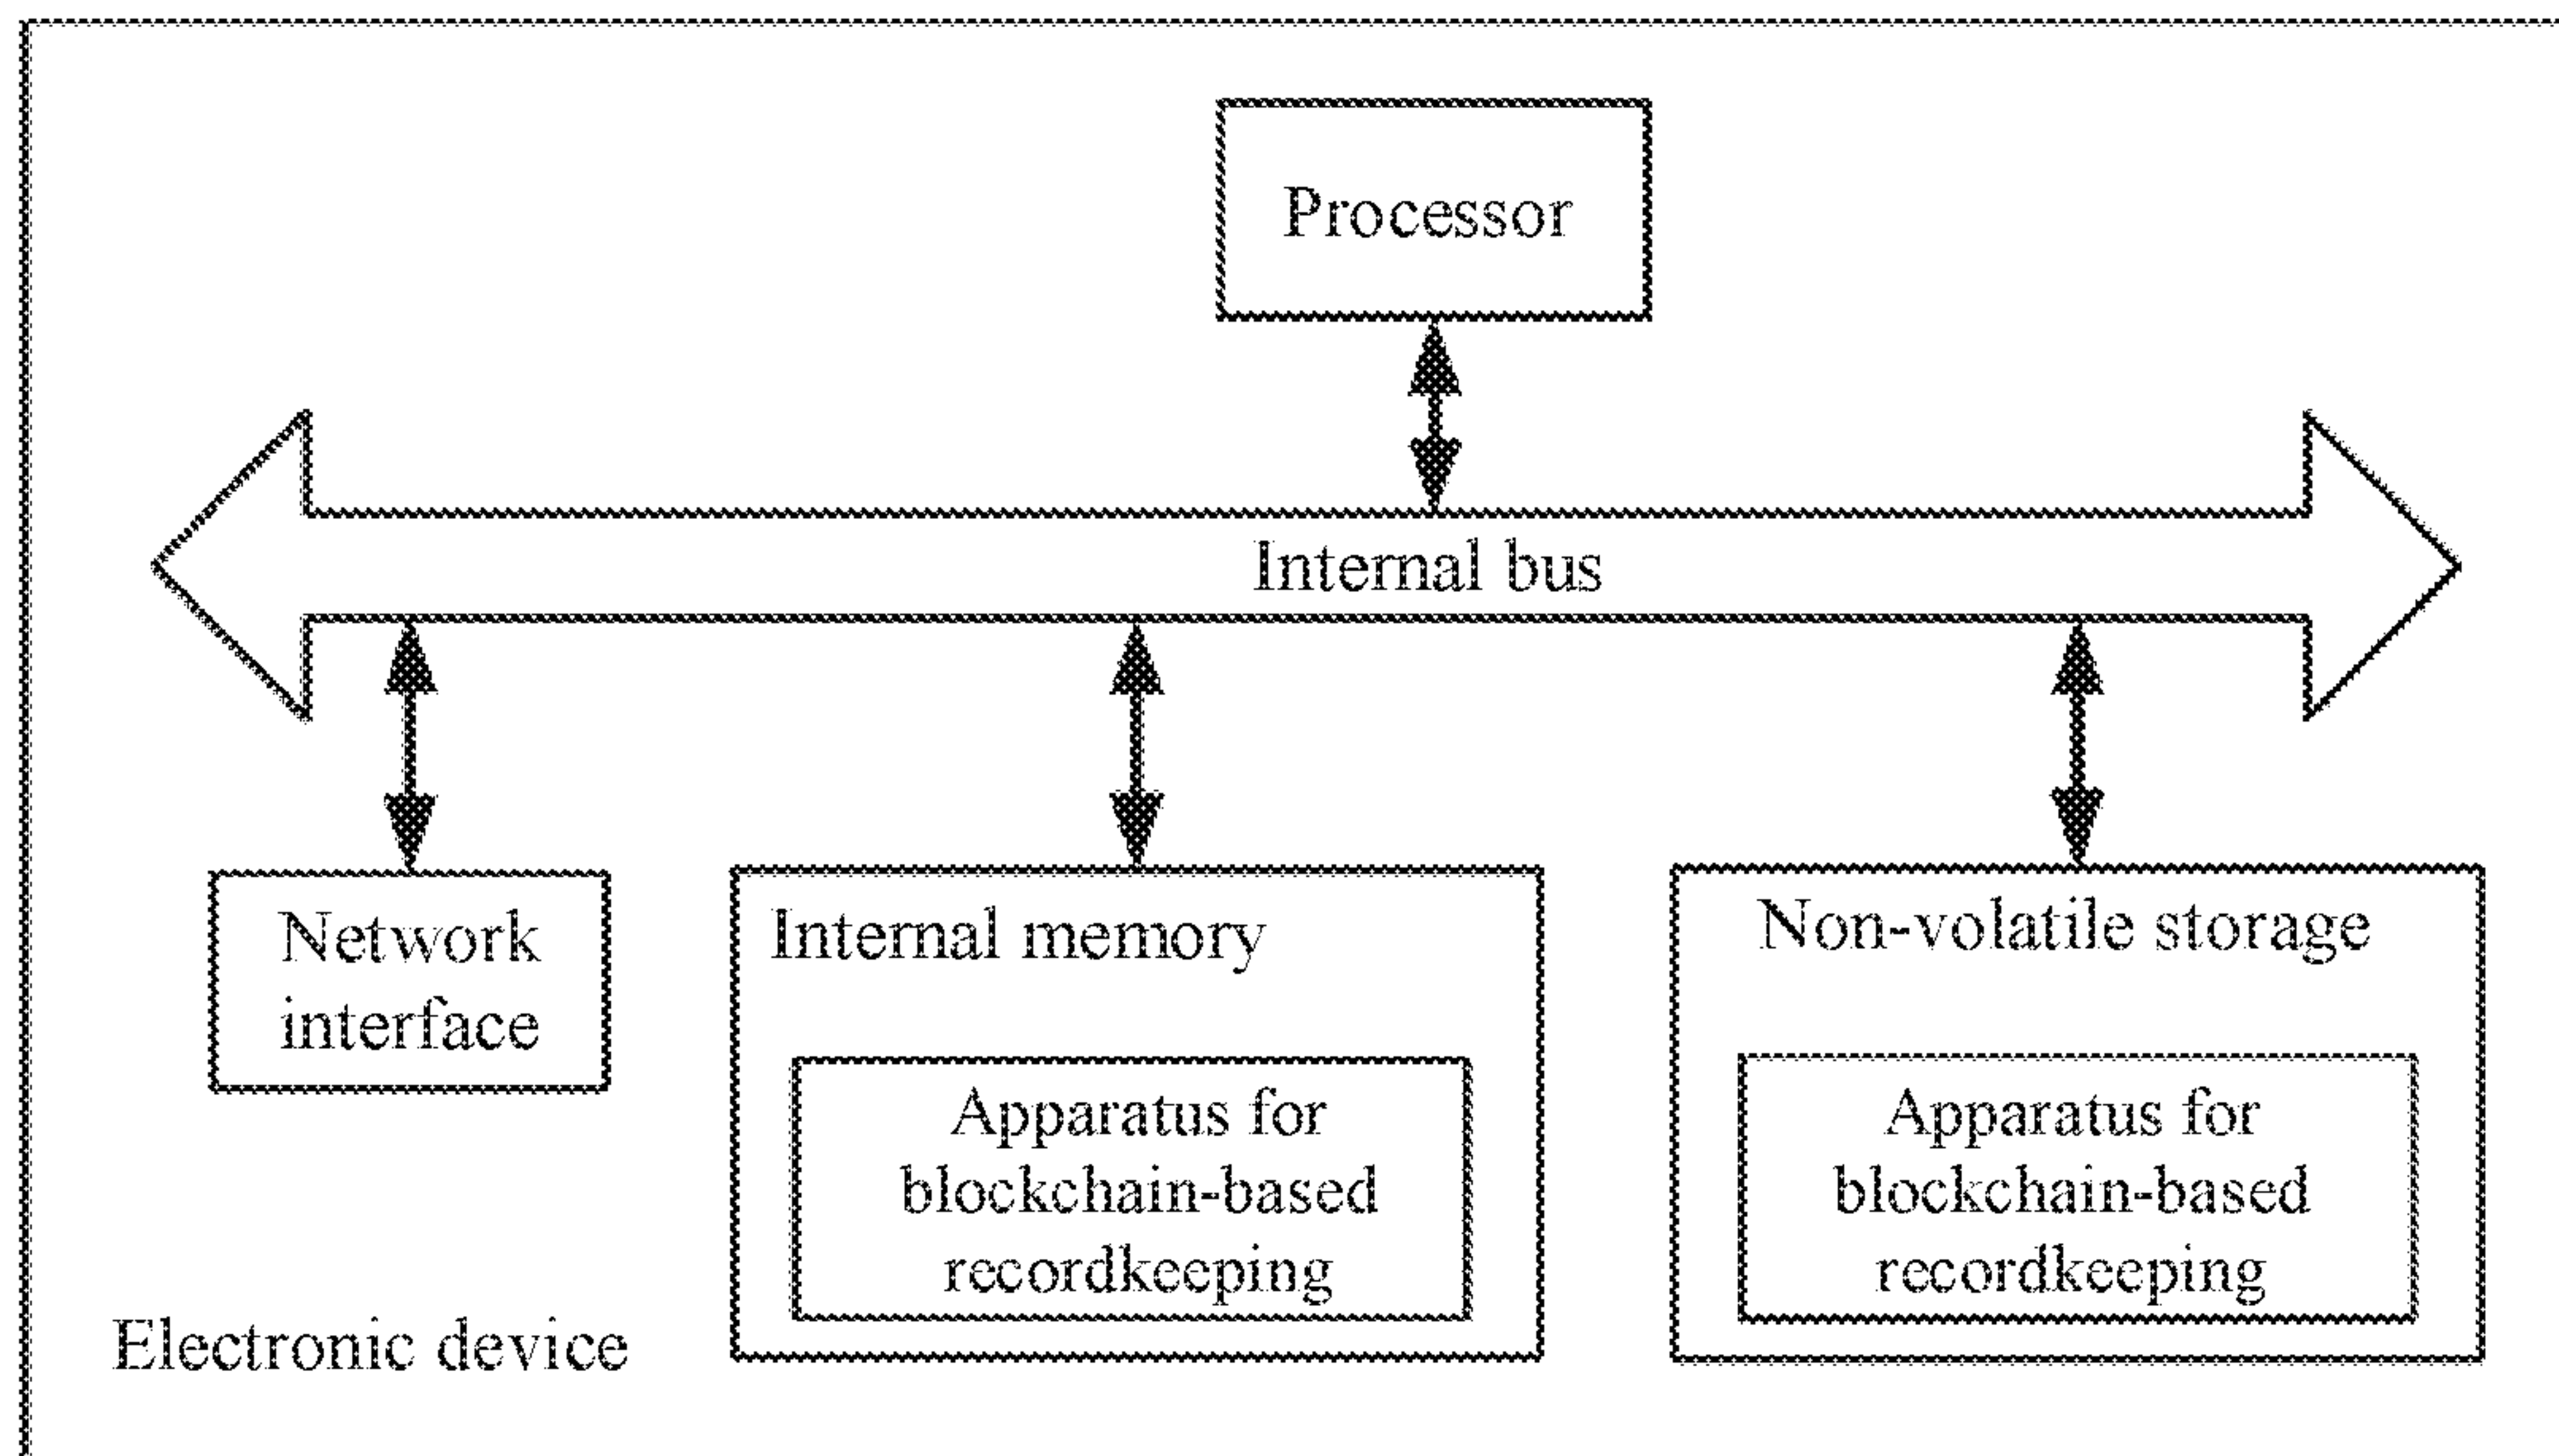 Processor
Internal bus
Network
interface
Internal memory
Apparatus for
blockchain-based
recordkeeping
Non-volatile storage
Apparatus for
blockchain-based
recordkeeping
Electronic device